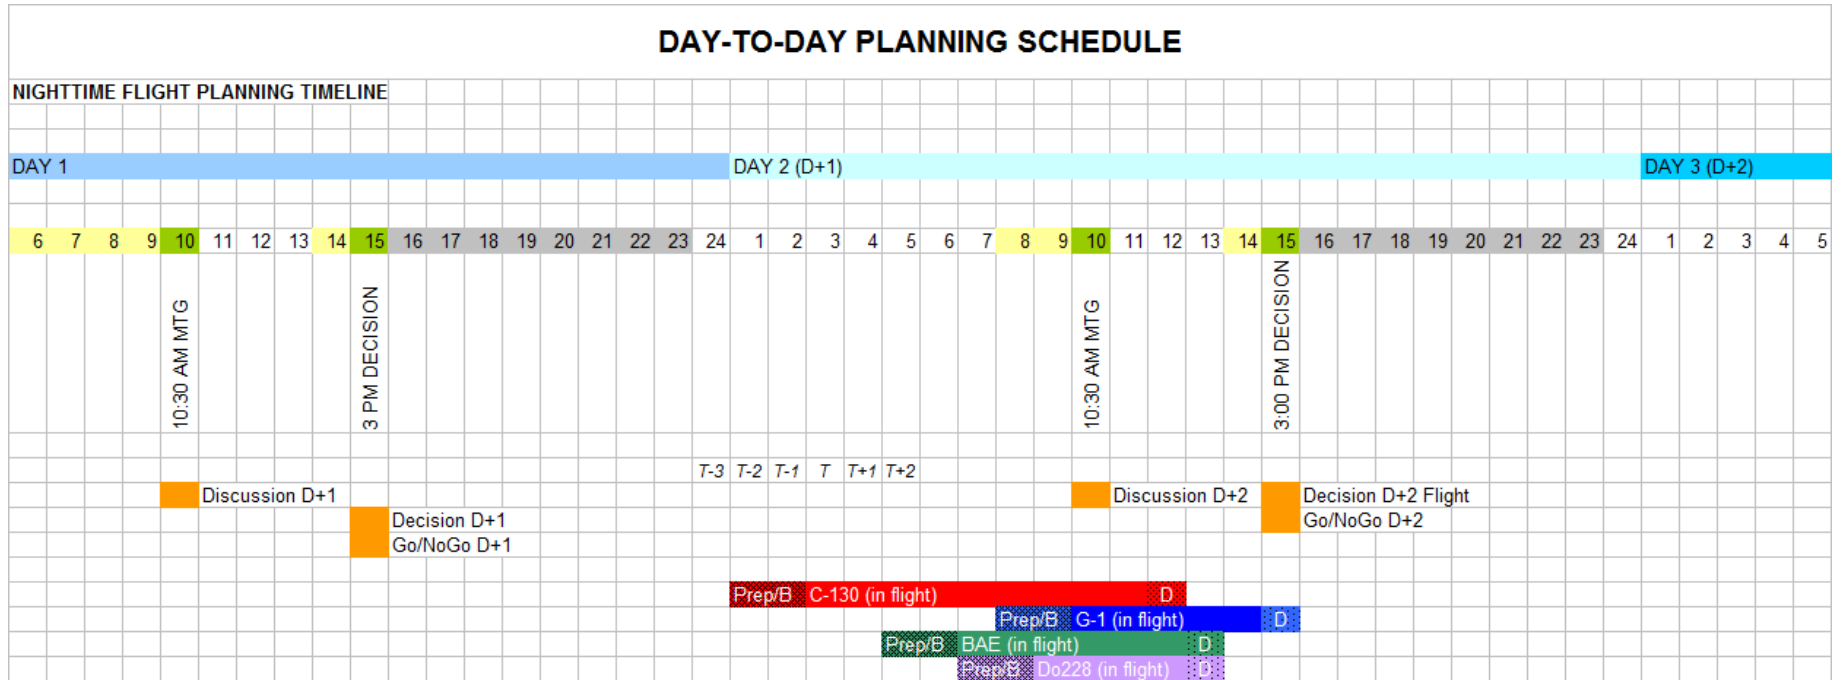 DAY-TO-DAY PLANNING SCHEDULE
NIGHTTIME FLIGHT PLANNING TIMELINE
DAY 1 DAY 2 (D+1) DAY 3 (D+2)
6 7 8 9 10 11 12 13 14 15 16 17 18 19 20 21 22 23 24 1 2 3 4 5 6 7 8 9 10 11 12 13 14 15 16 17 18 19 20 21 22 23 24 1 2 3 4 5
10:30 AM MTG
3 PM DECISION
10:30 AM MTG
3:00 PM DECISION
T-3 T-2 T-1 T T+1 T+2
Discussion D+1 Discussion D+2 Decision D+2 Flight
Decision D+1 Go/NoGo D+2
Go/NoGo D+1
Prep/B C-130 (in flight) D
Prep/B G-1 (in flight) D
Prep/B BAE (in flight) D
Prep/B Do228 (in flight) D